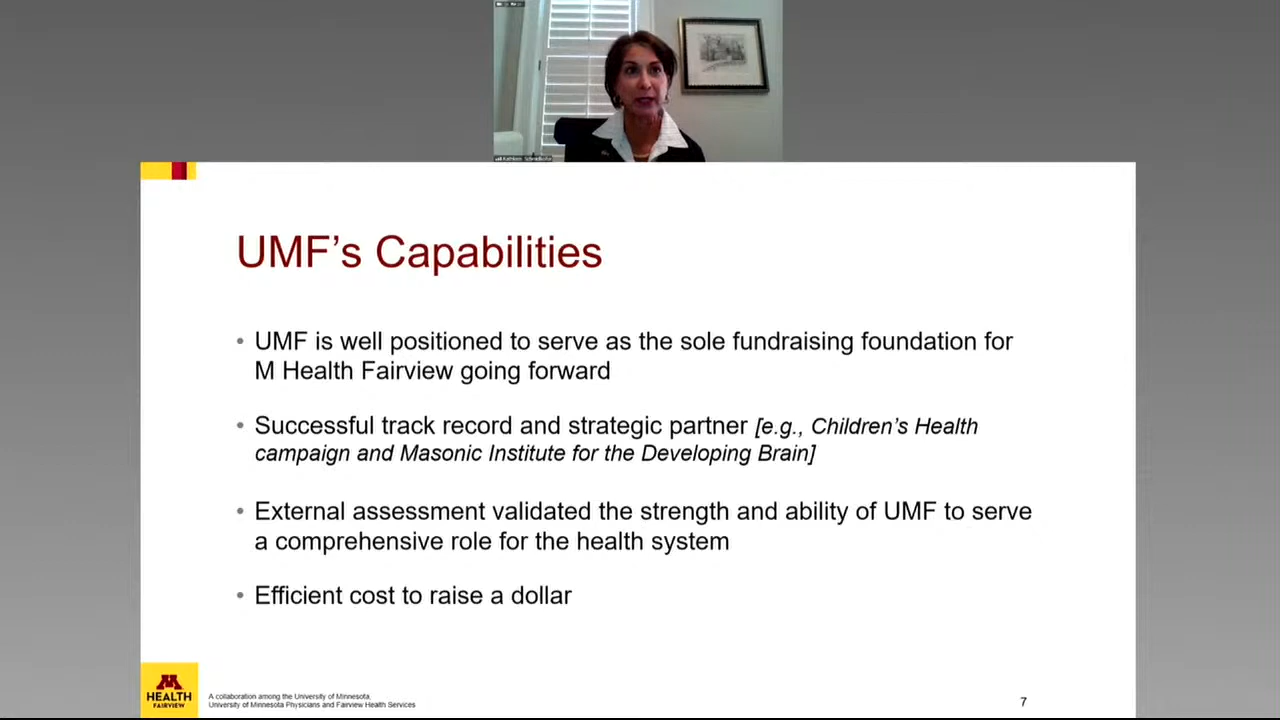 Kathleen Schmidlkofer
UMF's Capabilities
• UMF is well positioned to serve as the sole fundraising foundation for
M Health Fairview going forward
• Successful track record and strategic partner [e.g., Children's Health
campaign and Masonic Institute for the Developing Brain]
• External assessment validated the strength and ability of UMF to serve
a comprehensive role for the health system
• Efficient cost to raise a dollar
M
HEALTH
FAIRVIEW
A collaboration among the University of Minnesota,
University of Minnesota Physicians and Fairview Health Services
7